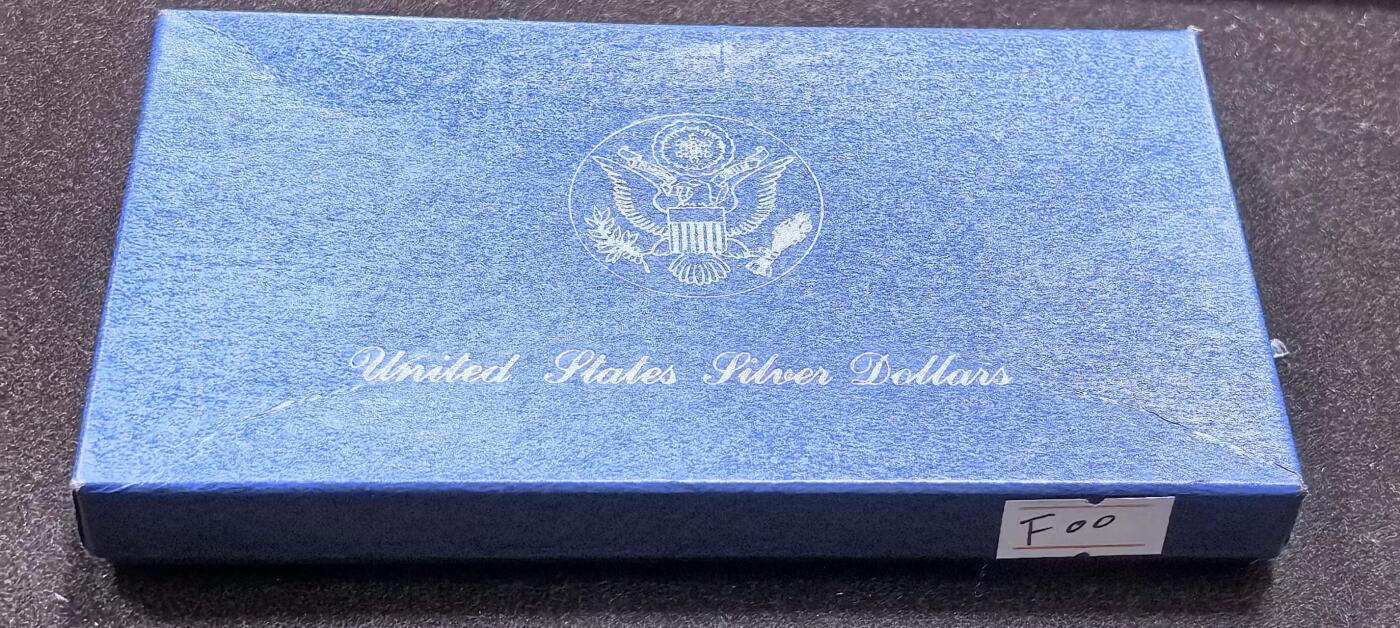 United States Silver Dollars
F00